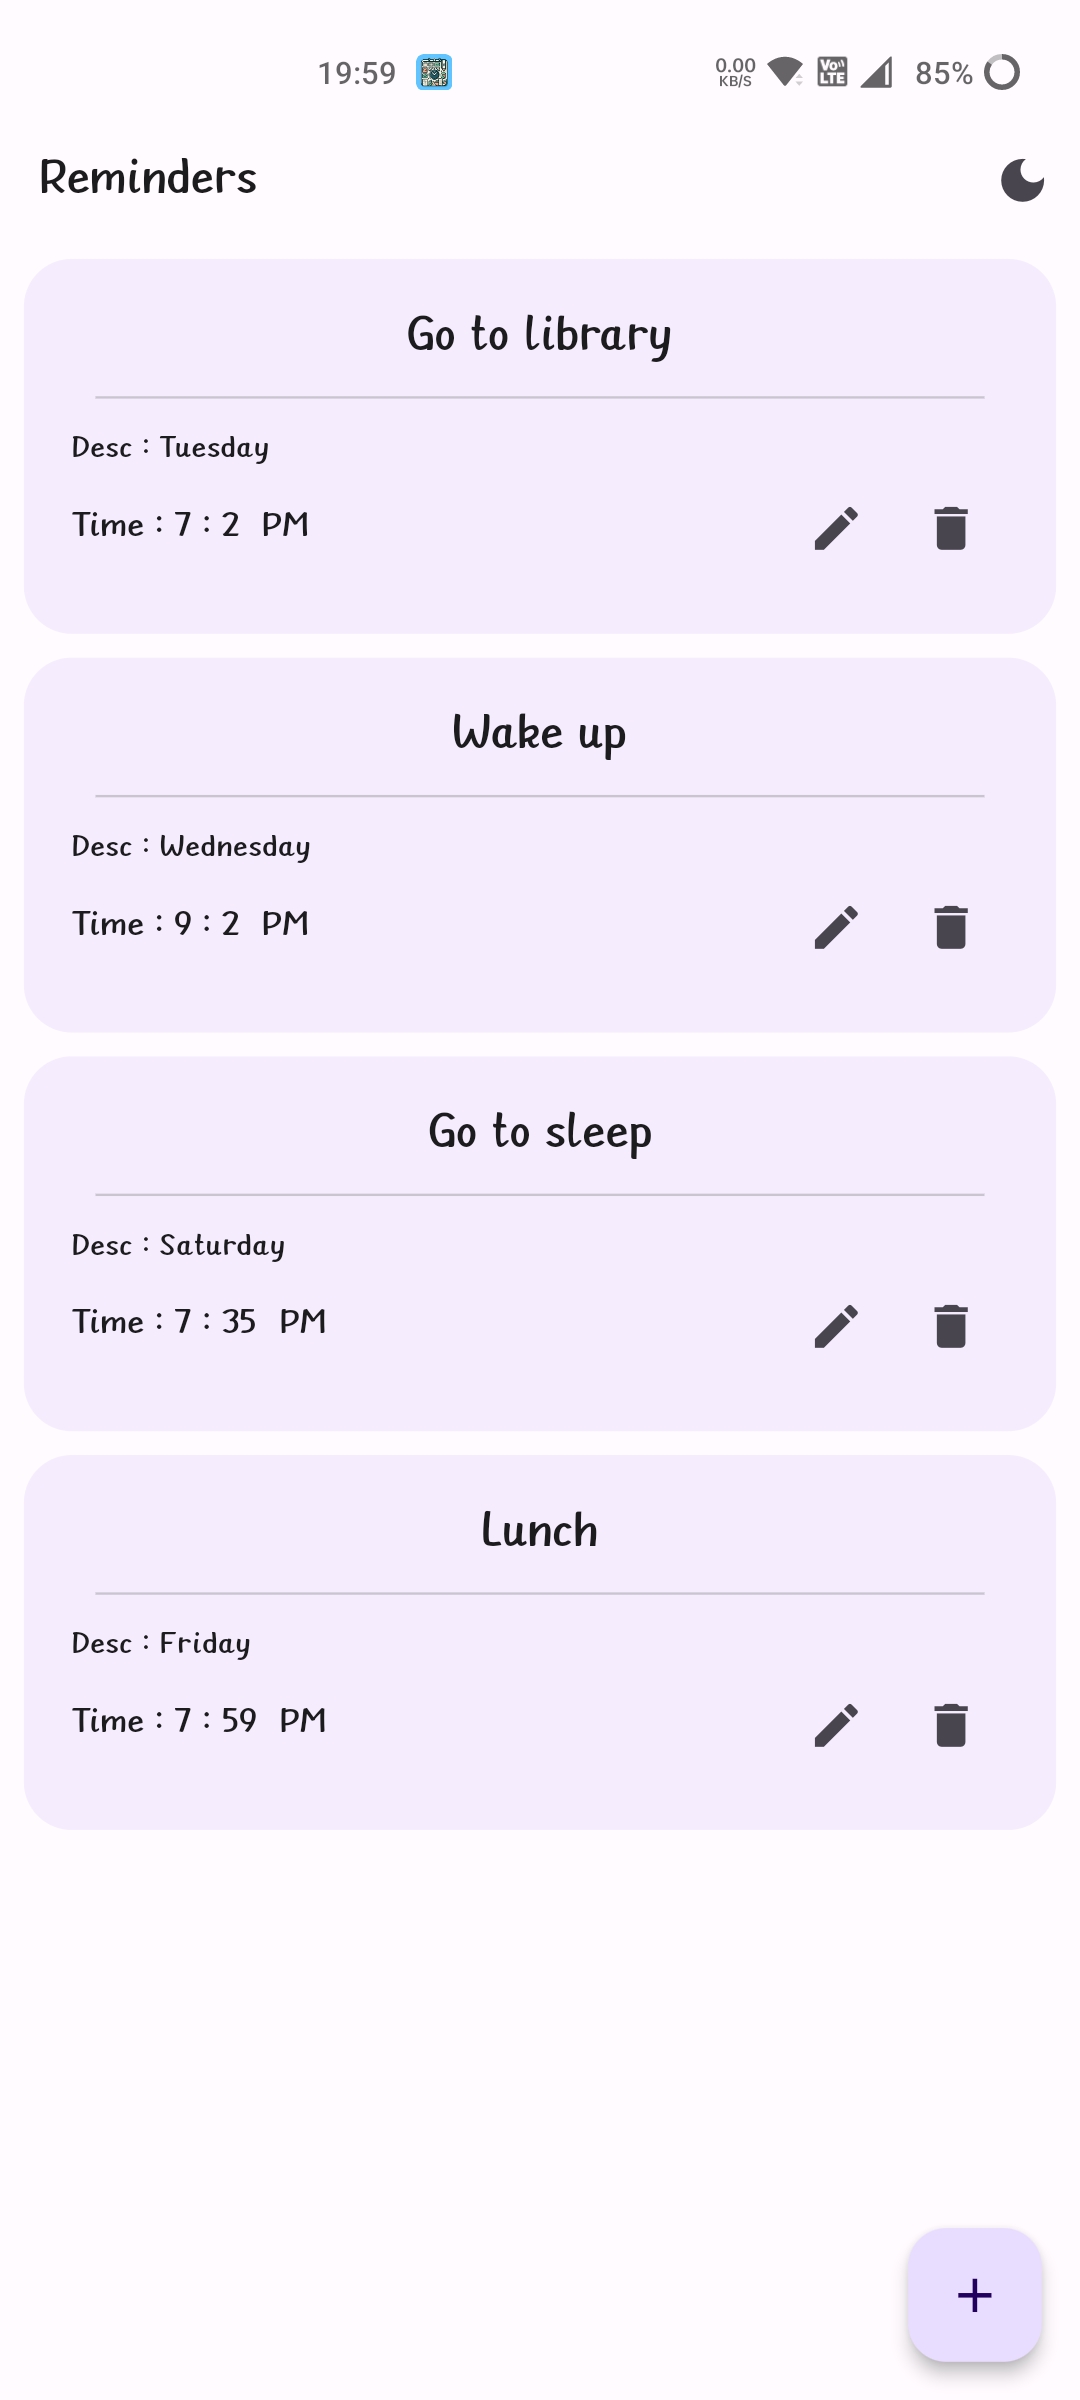 19:59 0.00 KB/S Vo LTE 85%
Reminders
Go to library
Desc : Tuesday
Time : 7 : 2 PM
Wake up
Desc : Wednesday
Time : 9 : 2 PM
Go to sleep
Desc : Saturday
Time : 7 : 35 PM
Lunch
Desc : Friday
Time : 7 : 59 PM
+